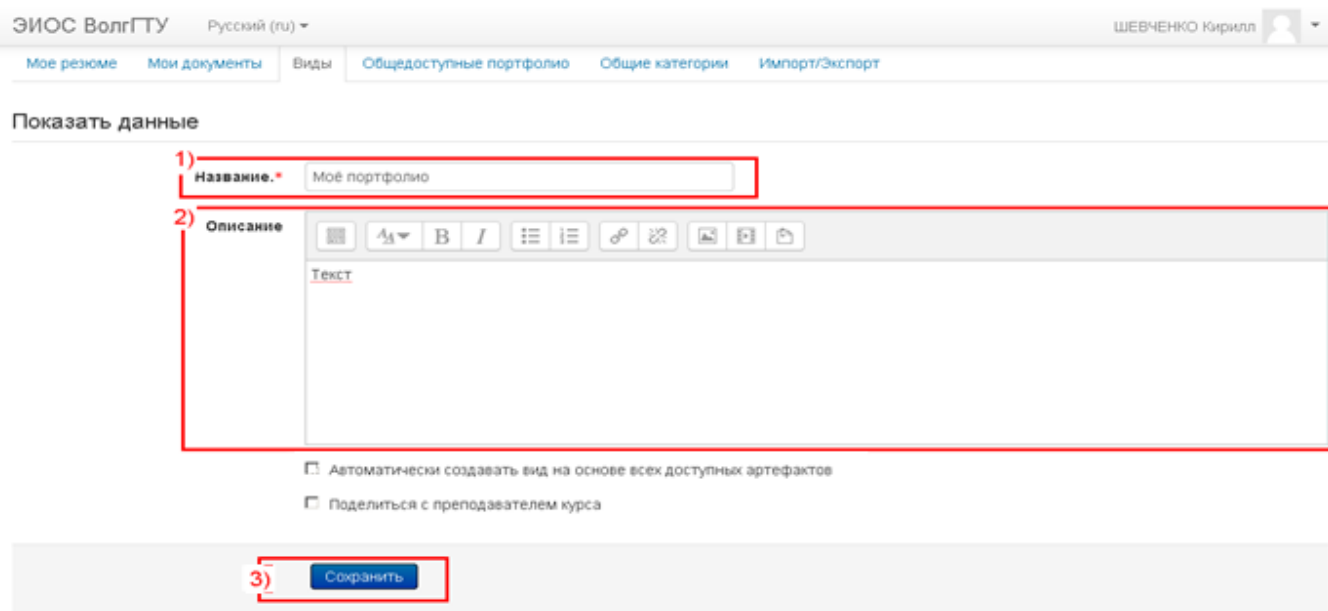 ЭИОС ВолгГТУ Русский (ru) ШЕВЧЕНКО Кирилл
Мое резюме Мои документы Виды Общедоступные портфолио Общие категории Импорт/Экспорт
Показать данные
1)
Название.* Моё портфолио
2)
Описание
B I
Текст
Автоматически создавать вид на основе всех доступных артефактов
Поделиться с преподавателем курса
3) Сохранить